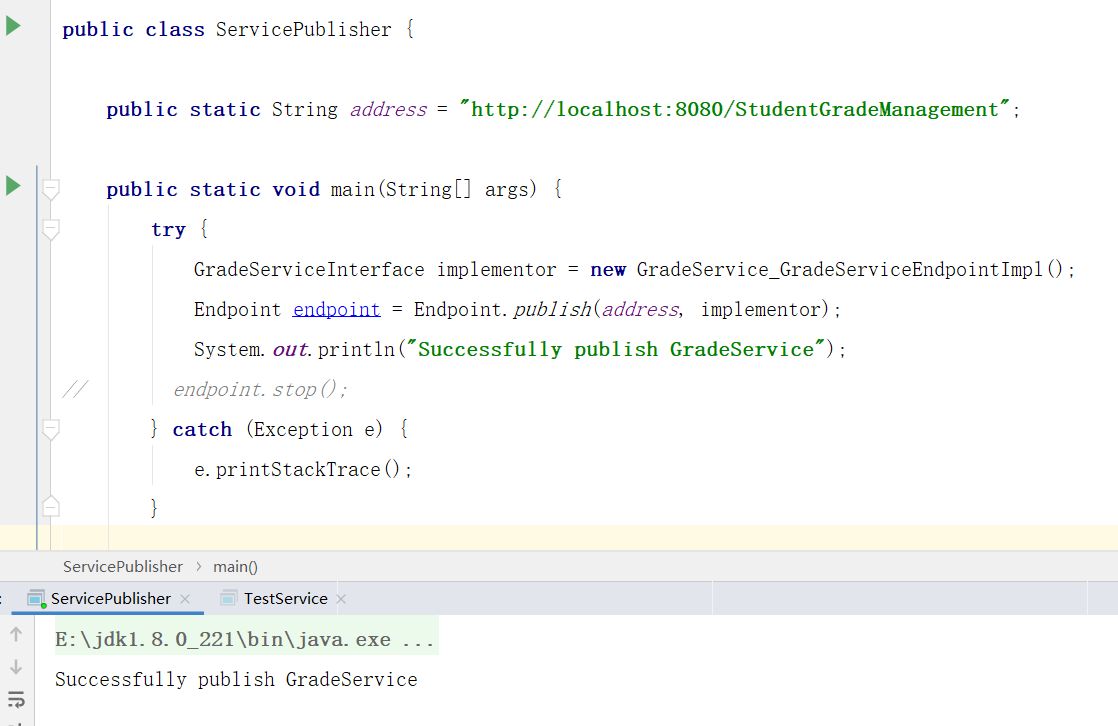 public class ServicePublisher {
public static String address = "http://localhost:8080/StudentGradeManagement";
public static void main(String[] args) {
try {
GradeServiceInterface implementor = new GradeService_GradeServiceEndpointImpl();
Endpoint endpoint = Endpoint.publish(address, implementor);
System.out.println("Successfully publish GradeService");
// endpoint.stop();
} catch (Exception e) {
e.printStackTrace();
}
ServicePublisher › main()
: ServicePublisher × TestService ×
E:\jdk1.8.0_221\bin\java.exe ...
Successfully publish GradeService